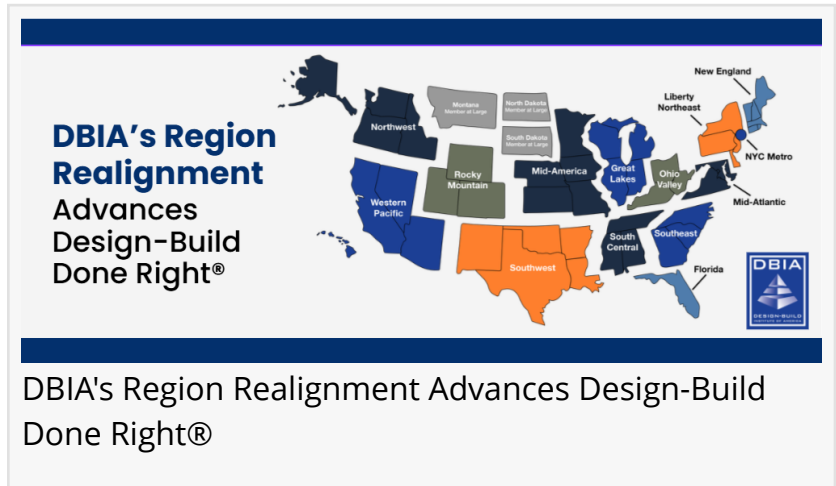 DBIA's Region
Realignment
Advances
Design-Build
Done Right®
Northwest
Montana
Member at Large
North Dakota
Member at Large
South Dakota
Member at Large
New England
Liberty
Northeast
NYC Metro
Rocky
Mountain
Mid-America
Great
Lakes
Ohio
Valley
Mid-Atlantic
Western
Pacific
Southwest
South
Central
Southeast
Florida
DBIA
DESIGN-BUILD
INSTITUTE OF AMERICA
DBIA's Region Realignment Advances Design-Build
Done Right®